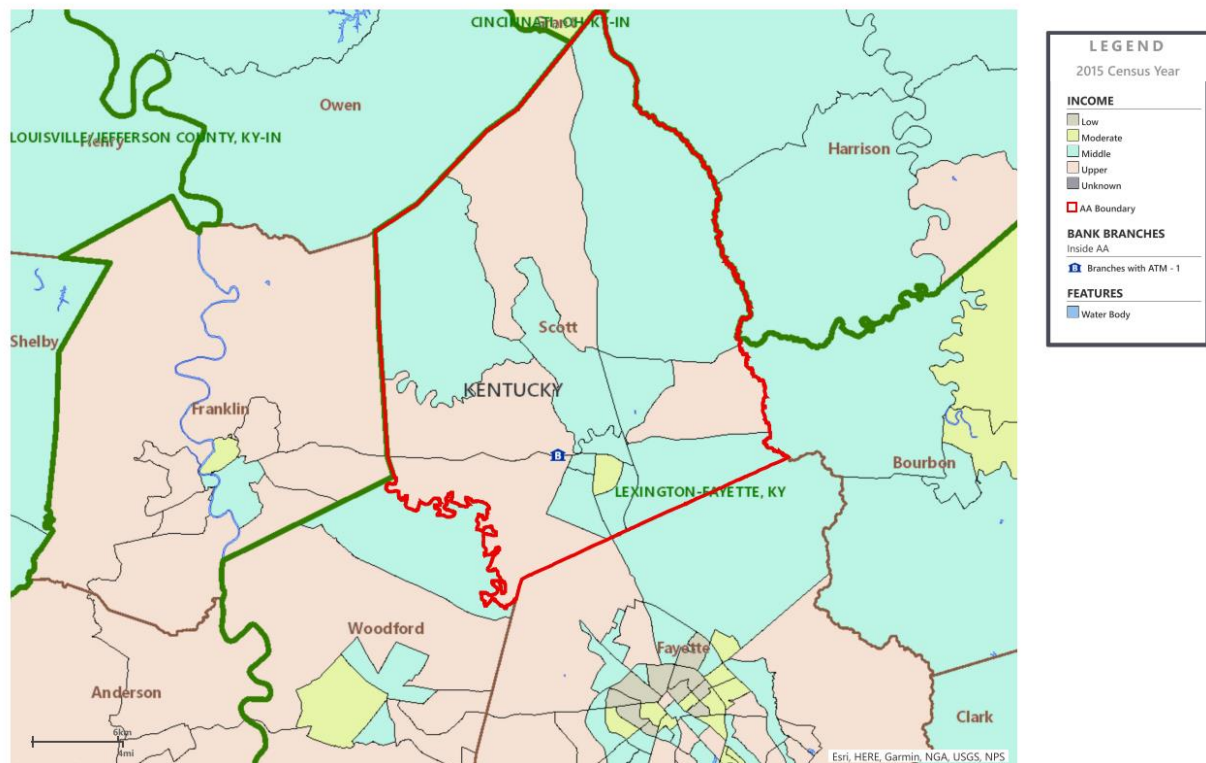 CINCINNATI, OH-KY-IN
Grant
Owen
LOUISVILLE/JEFFERSON COUNTY, KY-IN
Henry
Harrison
Shelby
Scott
KENTUCKY
Franklin
Bourbon
LEXINGTON-FAYETTE, KY
Woodford
Fayette
Anderson
Clark
6km
4mi
Esri, HERE, Garmin, NGA, USGS, NPS
LEGEND
2015 Census Year
INCOME
Low
Moderate
Middle
Upper
Unknown
AA Boundary
BANK BRANCHES
Inside AA
B Branches with ATM - 1
FEATURES
Water Body